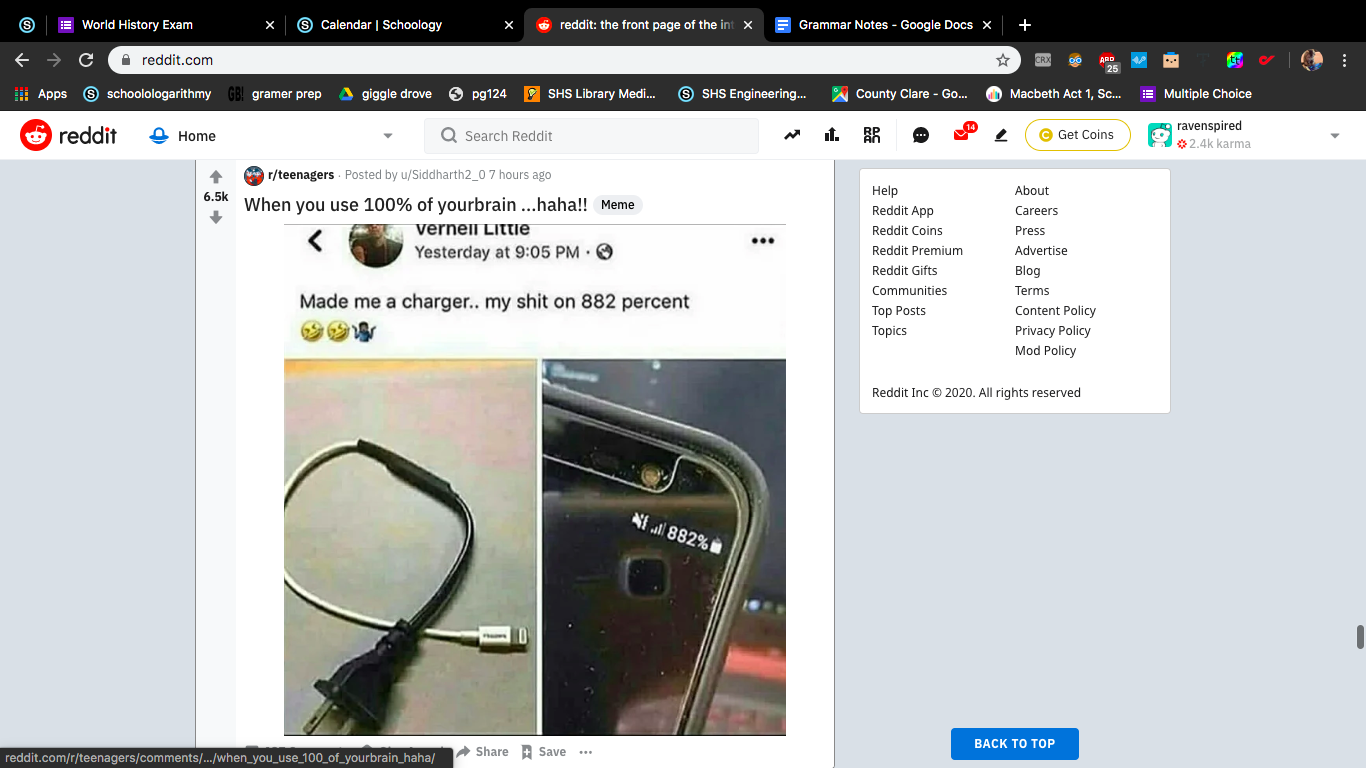 World History Exam
Calendar | Schoology
reddit: the front page of the int
Grammar Notes - Google Docs
reddit.com
CRX
ABP
25
Apps
schoolologarithmy
GB!
gramer prep
giggle drove
pg124
SHS Library Medi...
SHS Engineering...
County Clare - Go...
Macbeth Act 1, Sc...
Multiple Choice
reddit
Home
Search Reddit
14
Get Coins
ravenspired
2.4k karma
r/teenagers · Posted by u/Siddharth2_0 7 hours ago
6.5k
When you use 100% of yourbrain ...haha!! Meme
Vernell Little
Yesterday at 9:05 PM ·
Made me a charger.. my shit on 882 percent
🤣🤣🤷🏿‍♂️
882%
Share
Save
Help
Reddit App
Reddit Coins
Reddit Premium
Reddit Gifts
Communities
Top Posts
Topics
About
Careers
Press
Advertise
Blog
Terms
Content Policy
Privacy Policy
Mod Policy
Reddit Inc © 2020. All rights reserved
BACK TO TOP
reddit.com/r/teenagers/comments/.../when_you_use_100_of_yourbrain_haha/